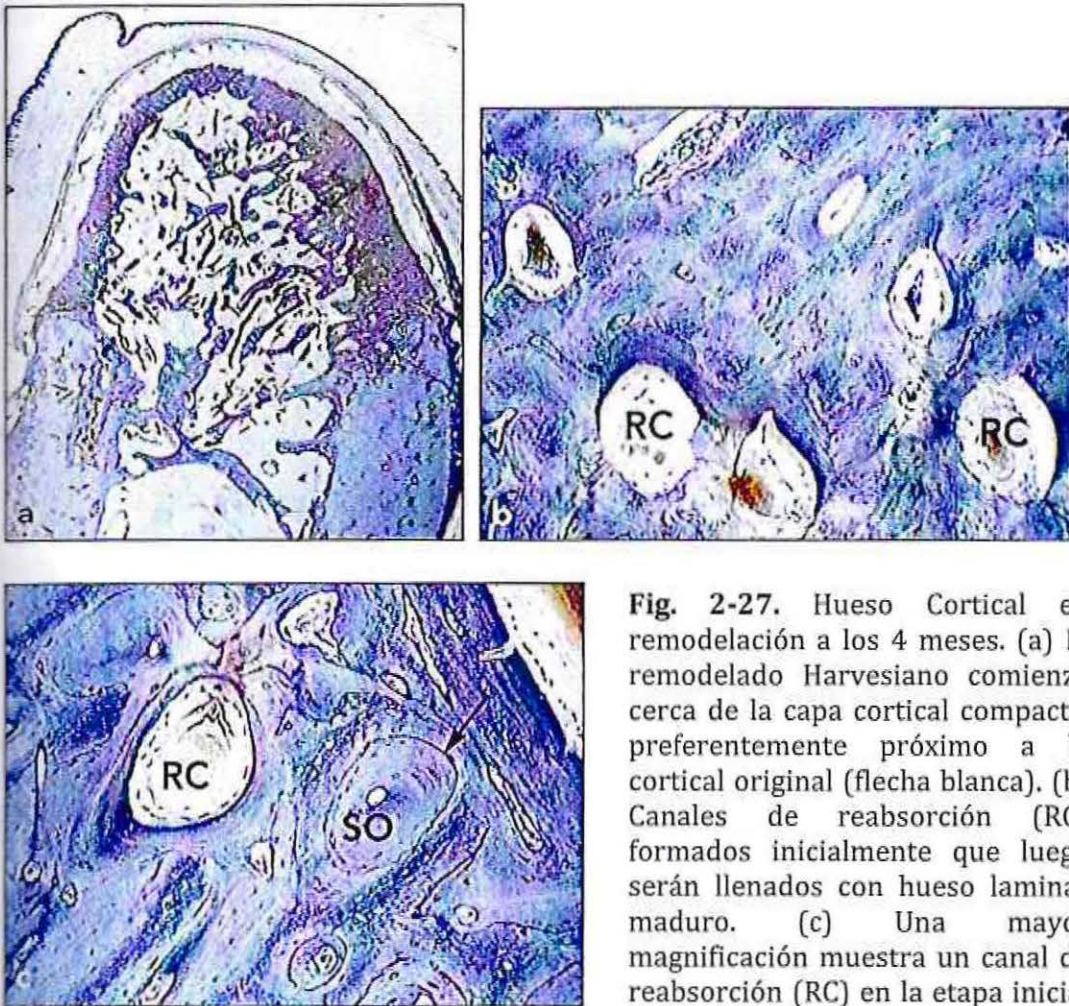 a
b
RC
RC
RC
SO
c
Fig. 2-27. Hueso Cortical e
remodelación a los 4 meses. (a)
remodelado Harvesiano comienz
cerca de la capa cortical compact
preferentemente próximo a
cortical original (flecha blanca). (b
Canales de reabsorción (RC
formados inicialmente que lueg
serán llenados con hueso lamina
maduro. (c) Una mayo
magnificación muestra un canal d
reabsorción (RC) en la etapa inicia